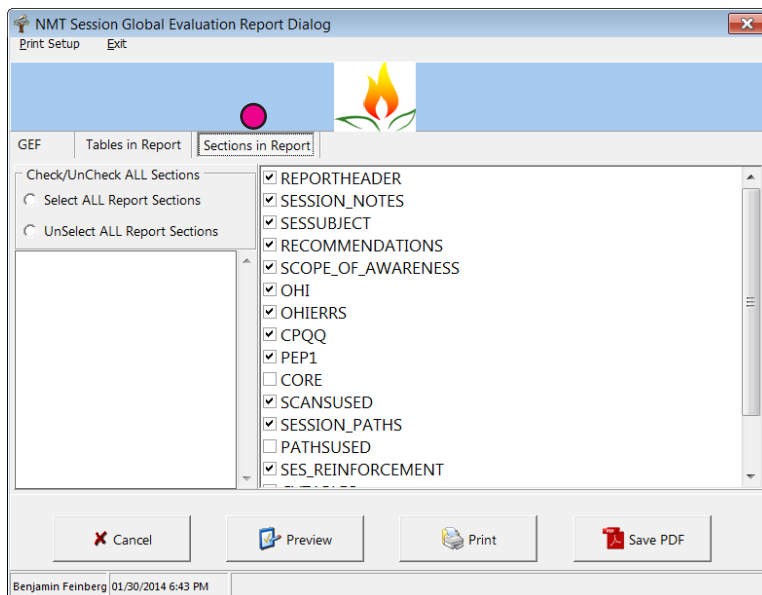 NMT Session Global Evaluation Report Dialog
Print Setup Exit
GEF Tables in Report Sections in Report
Check/UnCheck ALL Sections
Select ALL Report Sections
UnSelect ALL Report Sections
REPORTHEADER
SESSION_NOTES
SESSUBJECT
RECOMMENDATIONS
SCOPE_OF_AWARENESS
OHI
OHIERRS
CPQQ
PEP1
CORE
SCANSUSED
SESSION_PATHS
PATHSUSED
SES_REINFORCEMENT
Cancel Preview Print Save PDF
Benjamin Feinberg 01/30/2014 6:43 PM